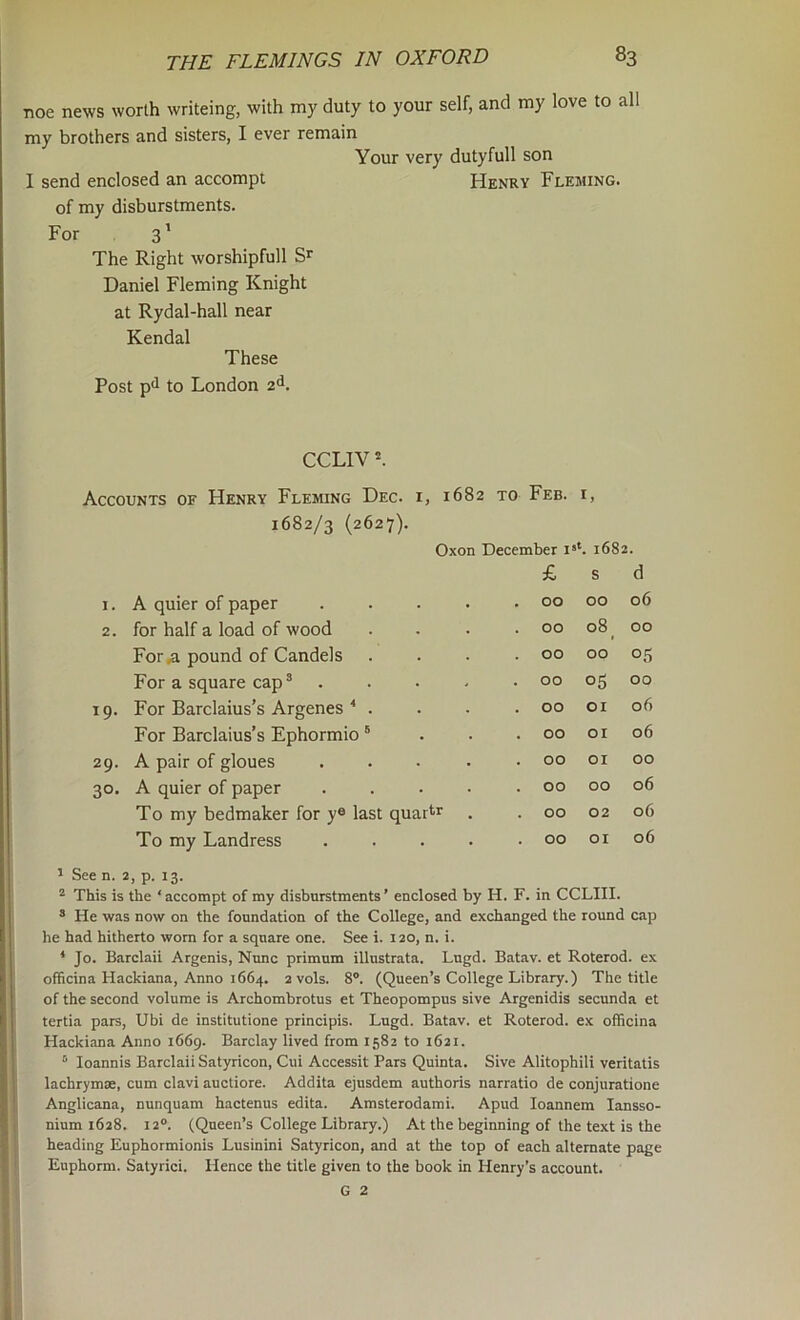 THE FLEMINGS IN OXFORD 83
noe news worth writeing, with my duty to your self, and my love to all
my brothers and sisters, I ever remain
Your very dutyfull son
I send enclosed an accompt Henry Fleming.
of my disburstments.
For 3¹
The Right worshipfull Sʳ
Daniel Fleming Knight
at Rydal-hall near
Kendal
These
Post pᵈ to London 2ᵈ.
CCLIV².
Accounts of Henry Fleming Dec. 1, 1682 to Feb. 1,
1682/3 (2627).
Oxon December 1ˢᵗ. 1682.
£ s d
1. A quier of paper . . . . . 00 00 06
2. for half a load of wood . . . . 00 08 00
For a pound of Candels . . . . 00 00 05
For a square cap³ . . . . . 00 05 00
19. For Barclaius's Argenes⁴ . . . . 00 01 06
For Barclaius's Ephormio⁵ . . . 00 01 06
29. A pair of gloues . . . . . 00 01 00
30. A quier of paper . . . . . 00 00 06
To my bedmaker for yᵉ last quartʳ . . 00 02 06
To my Landress . . . . . 00 01 06
¹ See n. 2, p. 13.
² This is the 'accompt of my disburstments' enclosed by H. F. in CCLIII.
³ He was now on the foundation of the College, and exchanged the round cap
he had hitherto worn for a square one. See i. 120, n. i.
⁴ Jo. Barclaii Argenis, Nunc primum illustrata. Lugd. Batav. et Roterod. ex
officina Hackiana, Anno 1664. 2 vols. 8°. (Queen's College Library.) The title
of the second volume is Archombrotus et Theopompus sive Argenidis secunda et
tertia pars, Ubi de institutione principis. Lugd. Batav. et Roterod. ex officina
Hackiana Anno 1669. Barclay lived from 1582 to 1621.
⁵ Ioannis Barclaii Satyricon, Cui Accessit Pars Quinta. Sive Alitophili veritatis
lachrymæ, cum clavi auctiore. Addita ejusdem authoris narratio de conjuratione
Anglicana, nunquam hactenus edita. Amsterodami. Apud Ioannem Iansso-
nium 1628. 12°. (Queen's College Library.) At the beginning of the text is the
heading Euphormionis Lusinini Satyricon, and at the top of each alternate page
Euphorm. Satyrici. Hence the title given to the book in Henry's account.
G 2